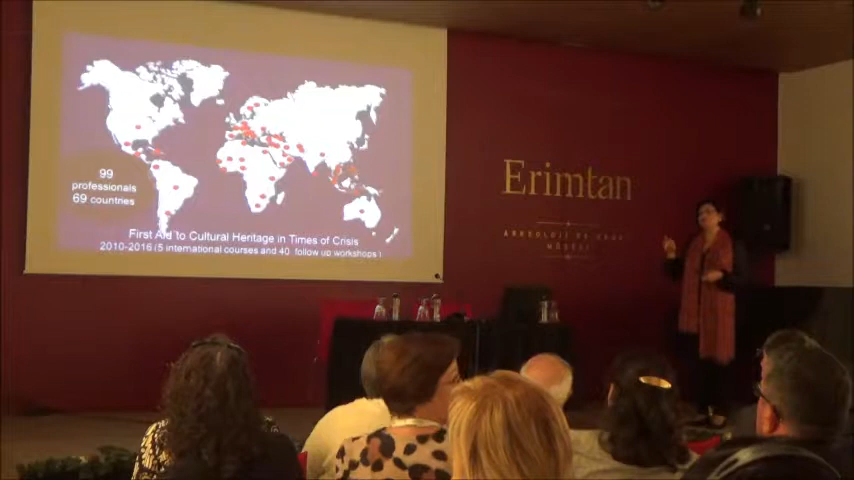 99
professionals
69 countries
First Aid to Cultural Heritage in Times of Crisis
2010-2016 (5 international courses and 40 follow up workshops)
Erimtan
ARKEOLOJİ VE SANAT
MÜZESİ